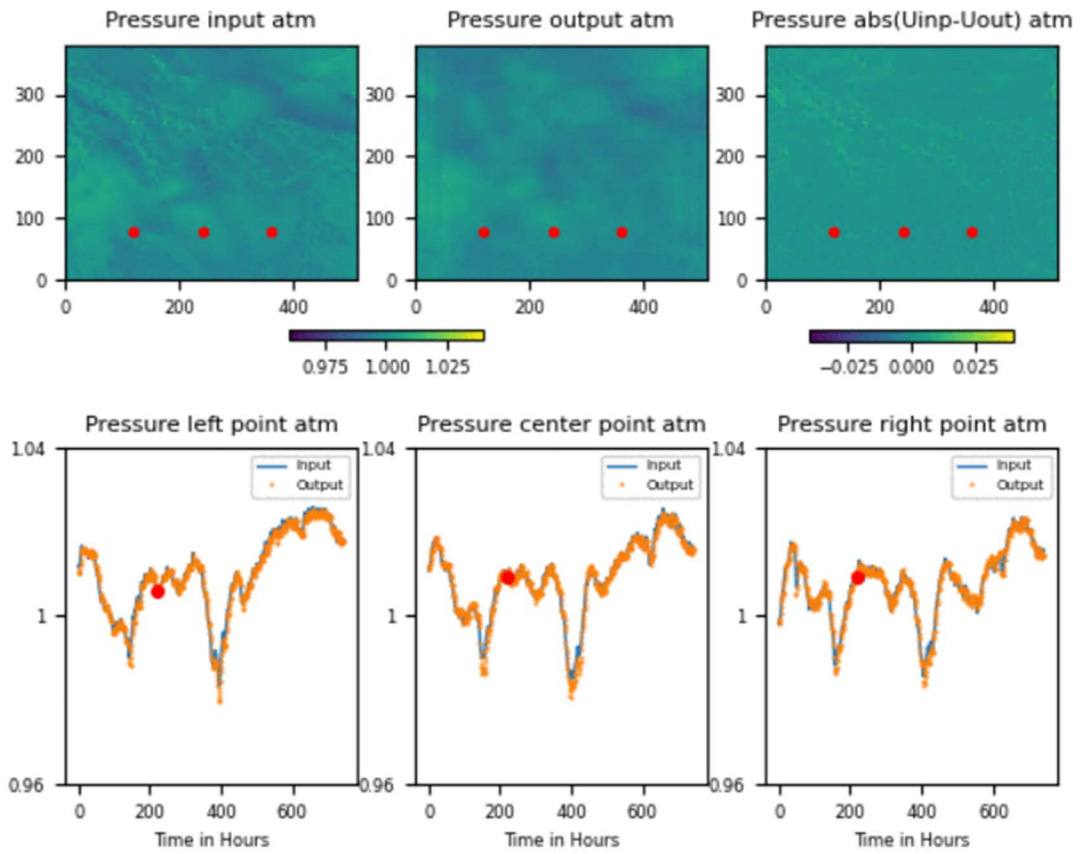 Pressure input atm
Pressure output atm
Pressure abs(Uinp-Uout) atm
300
200
100
0
0 200 400
300
200
100
0
0 200 400
300
200
100
0
0 200 400
0.975 1.000 1.025
−0.025 0.000 0.025
Pressure left point atm
1.04
1
0.96
Input
Output
0 200 400 600
Time in Hours
Pressure center point atm
1.04
1
0.96
Input
Output
0 200 400 600
Time in Hours
Pressure right point atm
1.04
1
0.96
Input
Output
0 200 400 600
Time in Hours